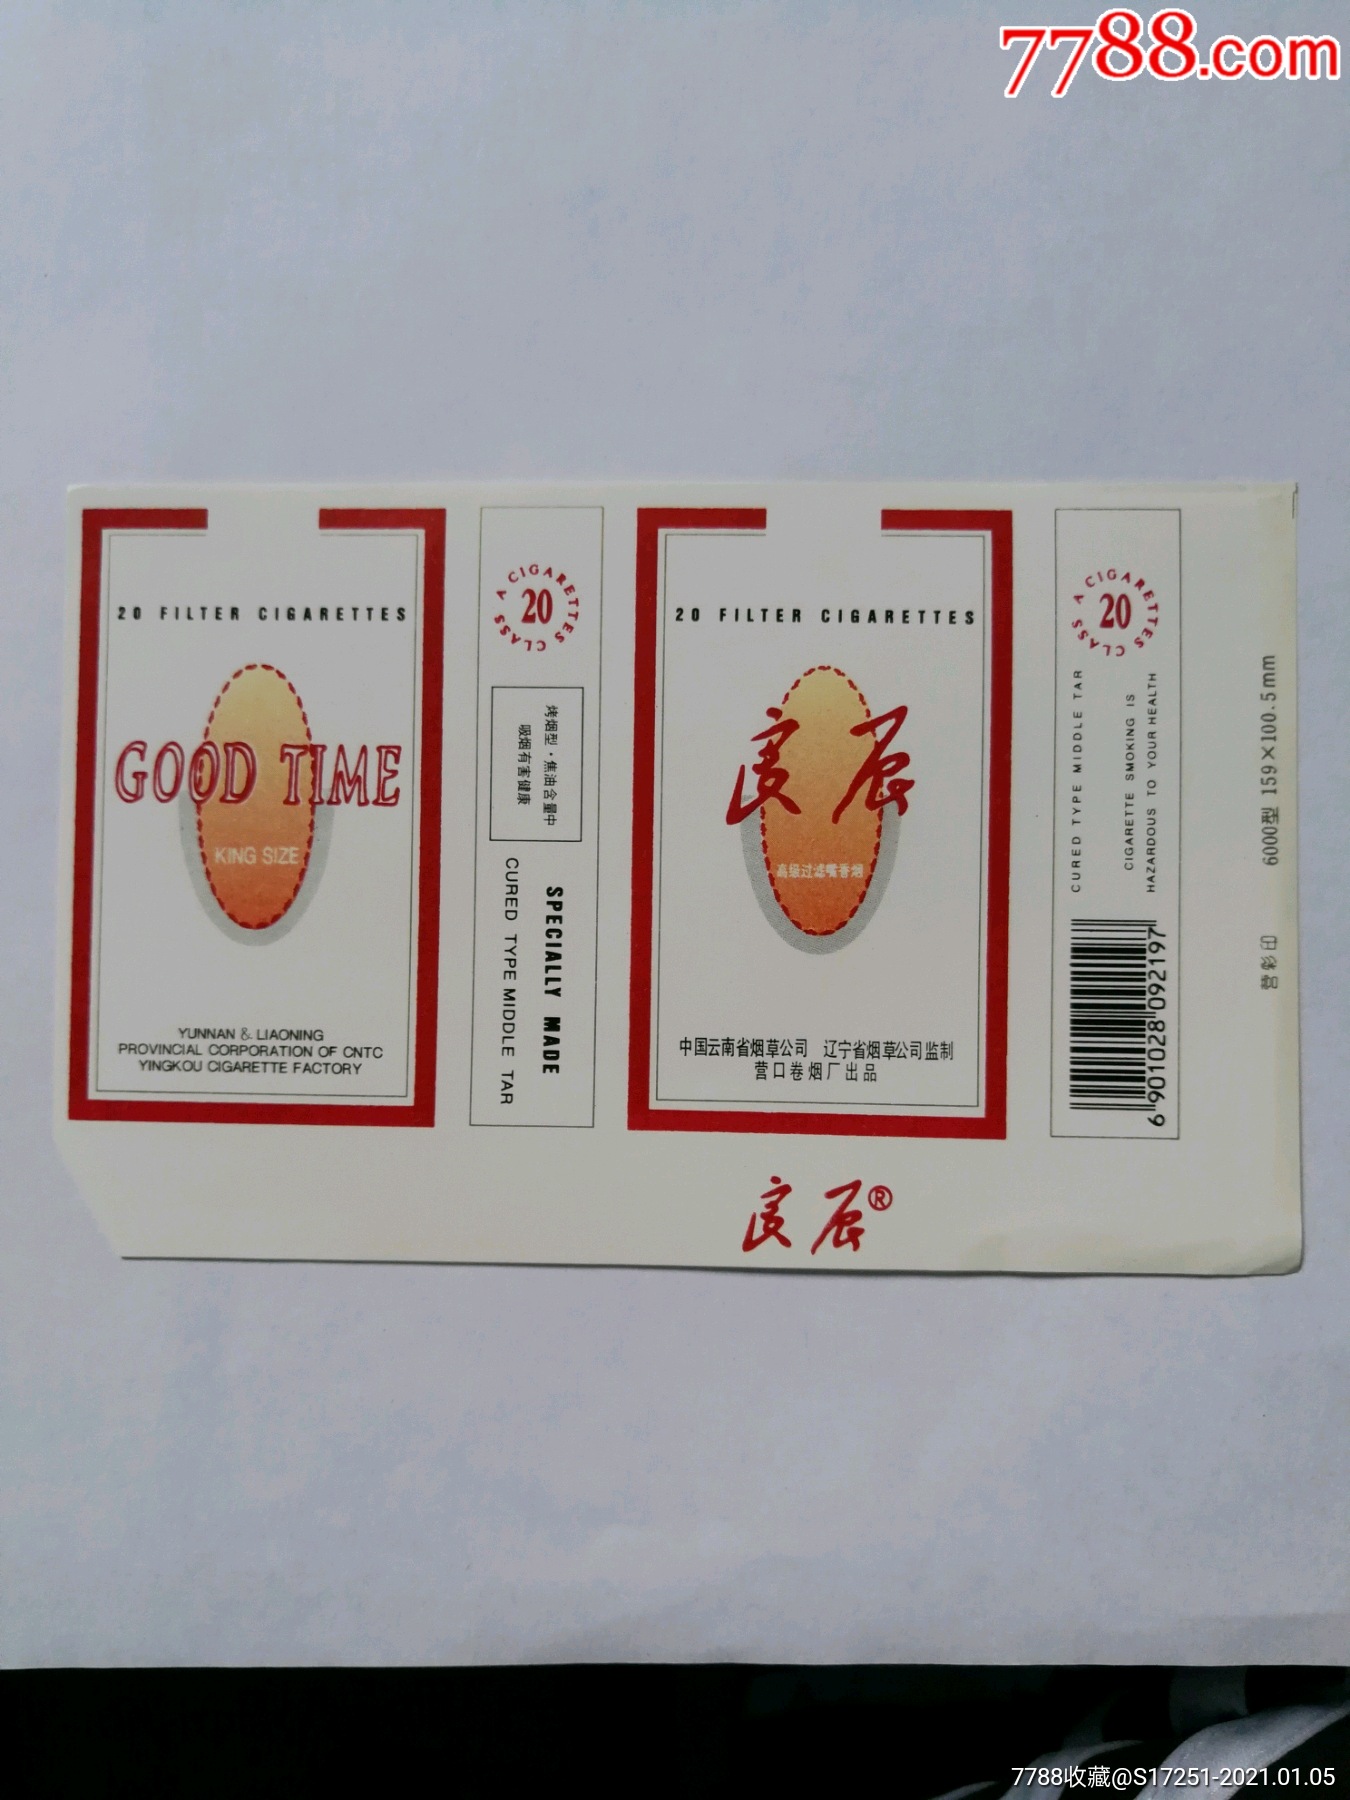 7788.com
20 FILTER CIGARETTES
GOOD TIME
KING SIZE
YUNNAN & LIAONING
PROVINCIAL CORPORATION OF CNTC
YINGKOU CIGARETTE FACTORY
CIGARETTES CLASS A
20
烤烟型·焦油含量中
吸烟有害健康
SPECIALLY MADE
CURED TYPE MIDDLE TAR
20 FILTER CIGARETTES
良辰
高级过滤嘴香烟
中国云南省烟草公司 辽宁省烟草公司监制
营口卷烟厂出品
良辰®
CIGARETTES CLASS A
20
CURED TYPE MIDDLE TAR
CIGARETTE SMOKING IS
HAZARDOUS TO YOUR HEALTH
6901028092197
6000型 159×100.5mm
7788收藏@S17251-2021.01.05